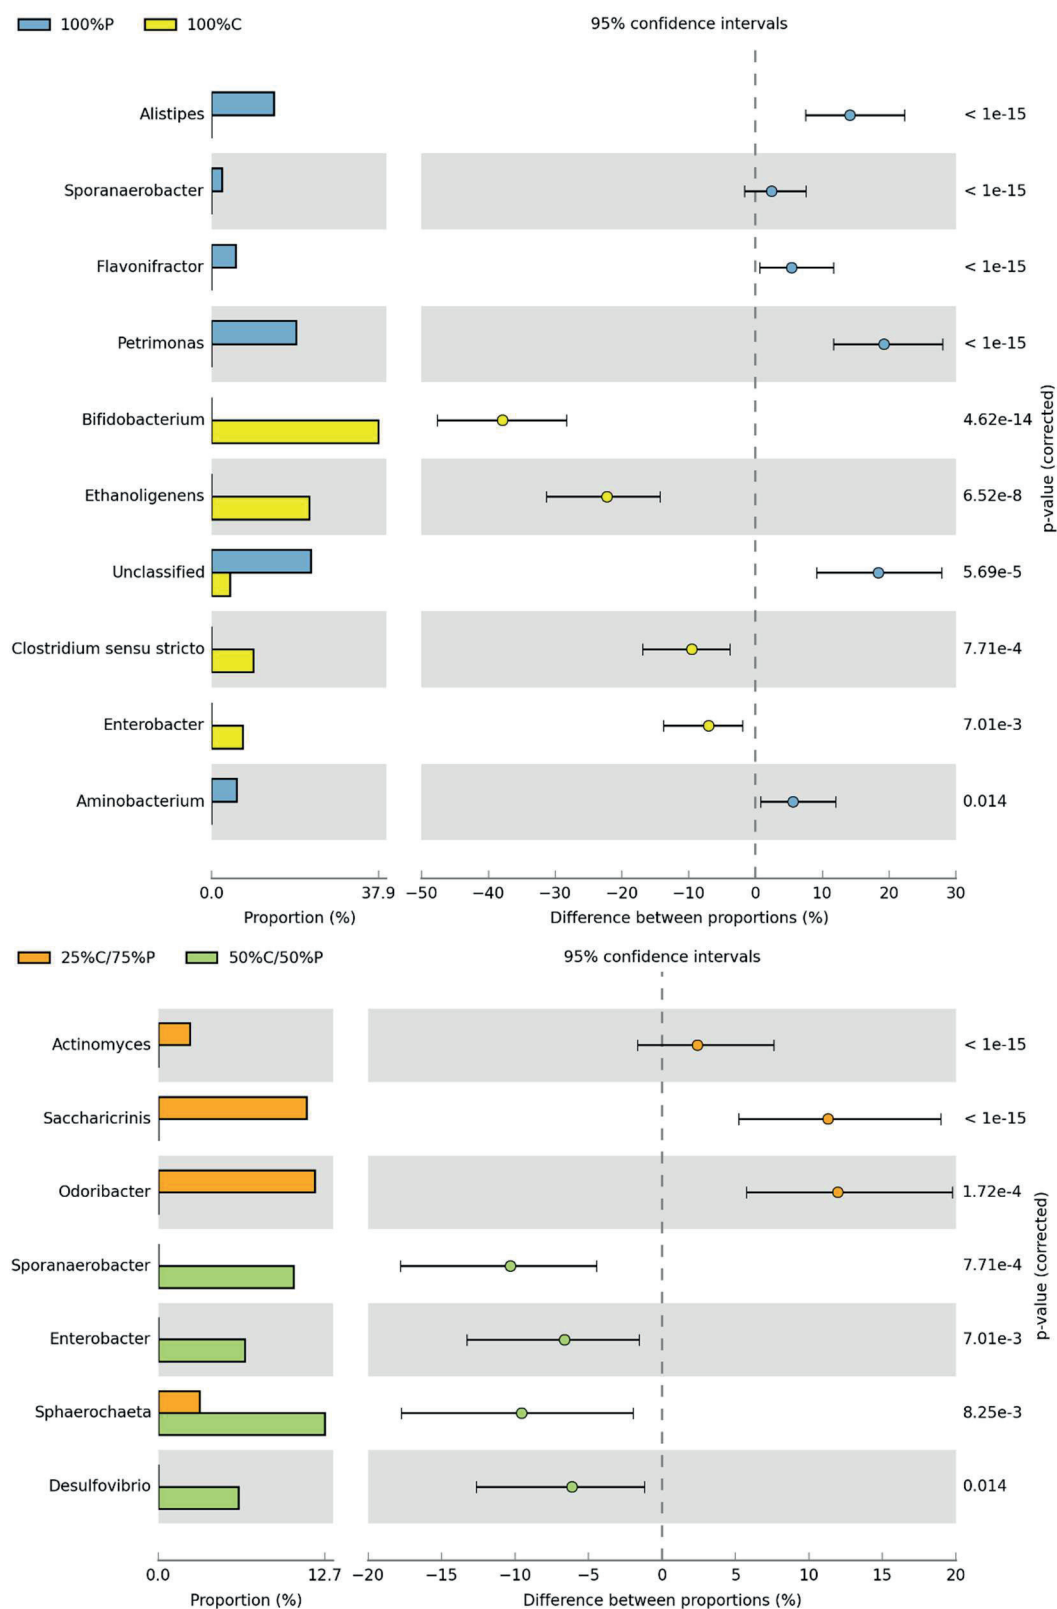 100%P 100%C 95% confidence intervals
Alistipes < 1e-15
Sporanaerobacter < 1e-15
Flavonifractor < 1e-15
Petrimonas < 1e-15
Bifidobacterium 4.62e-14
Ethanoligenens 6.52e-8
Unclassified 5.69e-5
Clostridium sensu stricto 7.71e-4
Enterobacter 7.01e-3
Aminobacterium 0.014
p-value (corrected)
0.0 37.9 −50 −40 −30 −20 −10 0 10 20 30
Proportion (%) Difference between proportions (%)
25%C/75%P 50%C/50%P 95% confidence intervals
Actinomyces < 1e-15
Saccharicrinis < 1e-15
Odoribacter 1.72e-4
Sporanaerobacter 7.71e-4
Enterobacter 7.01e-3
Sphaerochaeta 8.25e-3
Desulfovibrio 0.014
p-value (corrected)
0.0 12.7 −20 −15 −10 −5 0 5 10 15 20
Proportion (%) Difference between proportions (%)